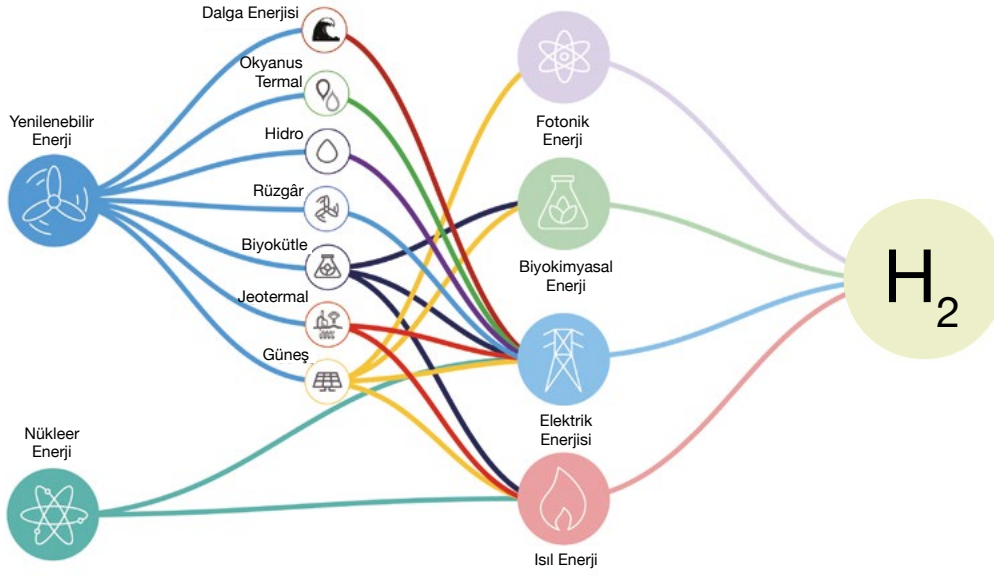 Dalga Enerjisi
Okyanus
Termal
Yenilenebilir
Enerji
Hidro
Rüzgâr
Biyokütle
Jeotermal
Güneş
Nükleer
Enerji
Fotonik
Enerji
Biyokimyasal
Enerji
Elektrik
Enerjisi
Isıl Enerji
H2